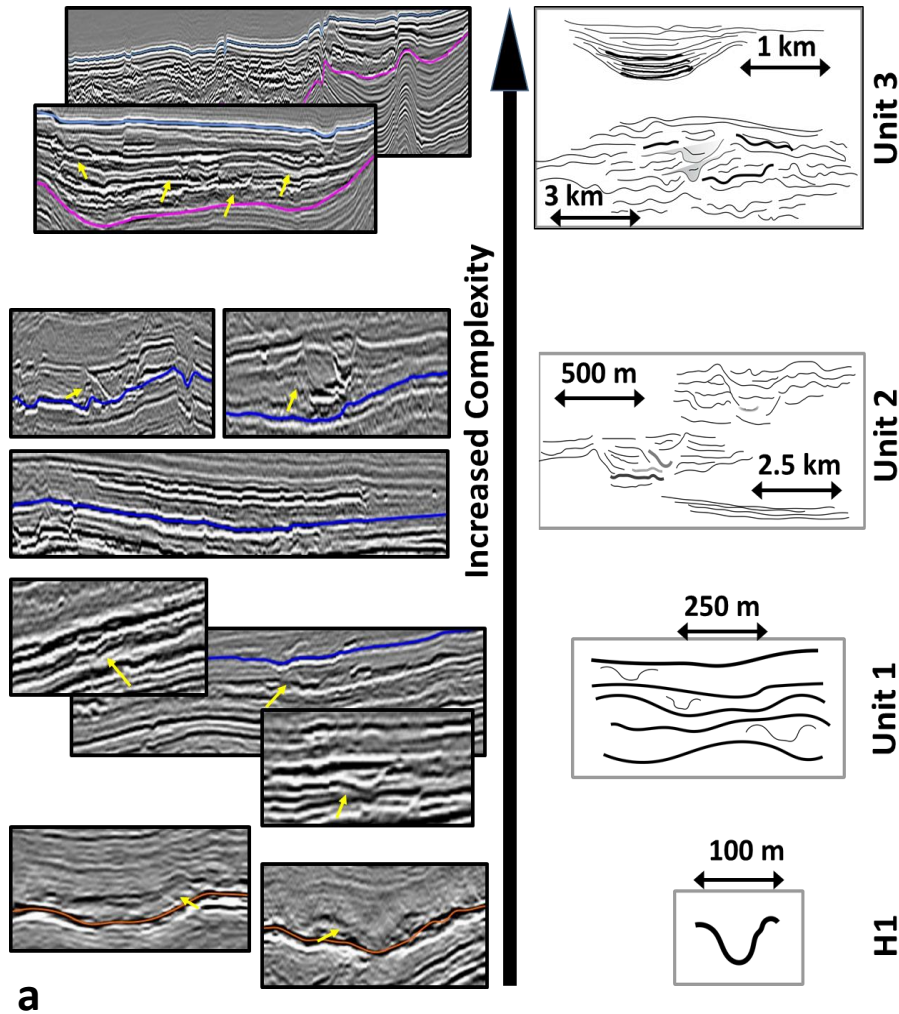 1 km
3 km
Unit 3
Increased Complexity
500 m
2.5 km
Unit 2
250 m
Unit 1
100 m
H1
a